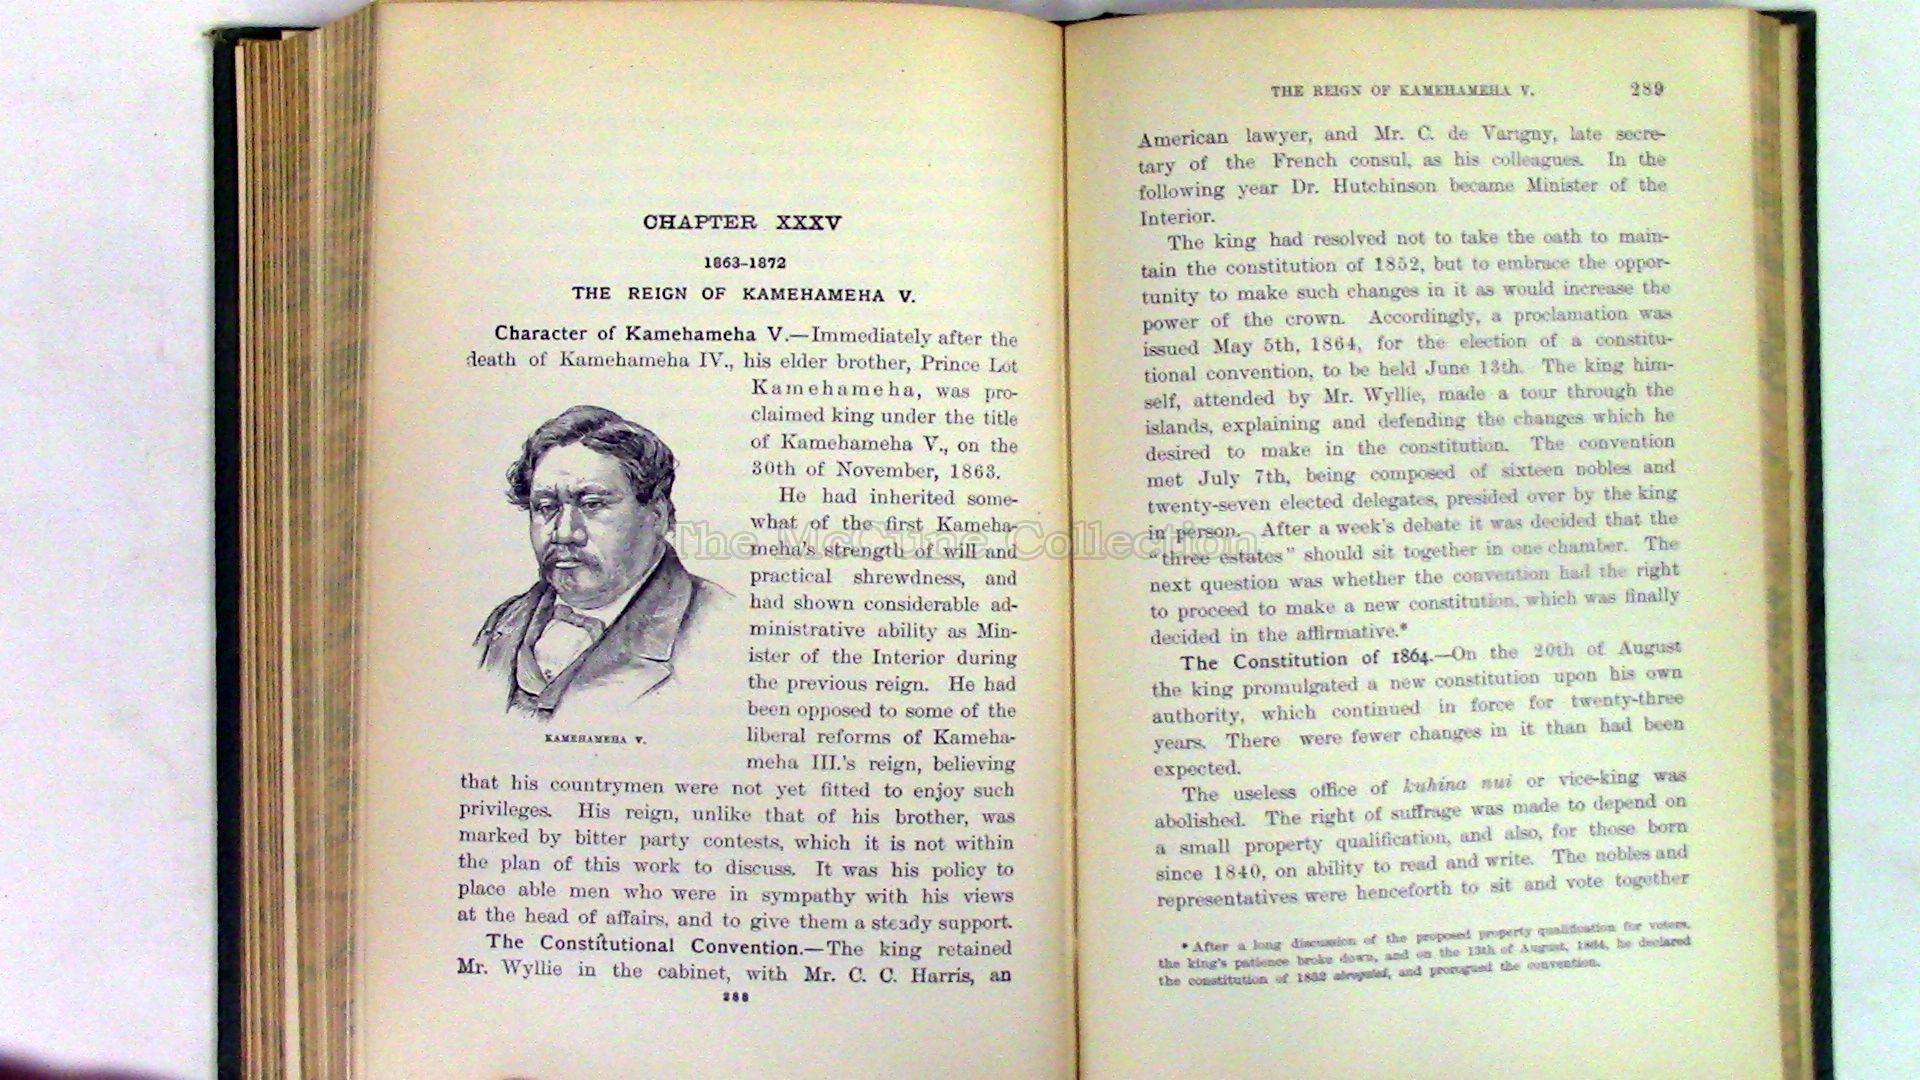 CHAPTER XXXV
1863-1872
THE REIGN OF KAMEHAMEHA V.
Character of Kamehameha V.—Immediately after the
death of Kamehameha IV., his elder brother, Prince Lot
Kamehameha, was pro-
claimed king under the title
of Kamehameha V., on the
30th of November, 1863.
He had inherited some-
what of the first Kameha-
meha's strength of will and
practical shrewdness, and
had shown considerable ad-
ministrative ability as Min-
ister of the Interior during
the previous reign. He had
been opposed to some of the
liberal reforms of Kameha-
meha III.'s reign, believing
KAMEHAMEHA V.
that his countrymen were not yet fitted to enjoy such
privileges. His reign, unlike that of his brother, was
marked by bitter party contests, which it is not within
the plan of this work to discuss. It was his policy to
place able men who were in sympathy with his views
at the head of affairs, and to give them a steady support.
The Constitutional Convention.—The king retained
Mr. Wyllie in the cabinet, with Mr. C. C. Harris, an
288
THE REIGN OF KAMEHAMEHA V. 289
American lawyer, and Mr. C. de Varigny, late secre-
tary of the French consul, as his colleagues. In the
following year Dr. Hutchinson became Minister of the
Interior.
The king had resolved not to take the oath to main-
tain the constitution of 1852, but to embrace the oppor-
tunity to make such changes in it as would increase the
power of the crown. Accordingly, a proclamation was
issued May 5th, 1864, for the election of a constitu-
tional convention, to be held June 13th. The king him-
self, attended by Mr. Wyllie, made a tour through the
islands, explaining and defending the changes which he
desired to make in the constitution. The convention
met July 7th, being composed of sixteen nobles and
twenty-seven elected delegates, presided over by the king
in person. After a week's debate it was decided that the
"three estates" should sit together in one chamber. The
next question was whether the convention had the right
to proceed to make a new constitution, which was finally
decided in the affirmative.*
The Constitution of 1864.—On the 20th of August
the king promulgated a new constitution upon his own
authority, which continued in force for twenty-three
years. There were fewer changes in it than had been
expected.
The useless office of kuhina nui or vice-king was
abolished. The right of suffrage was made to depend on
a small property qualification, and also, for those born
since 1840, on ability to read and write. The nobles and
representatives were henceforth to sit and vote together
* After a long discussion of the proposed property qualification for voters,
the king's patience broke down, and on the 13th of August, 1864, he declared
the constitution of 1852 abrogated, and prorogued the convention.
The McClune Collection